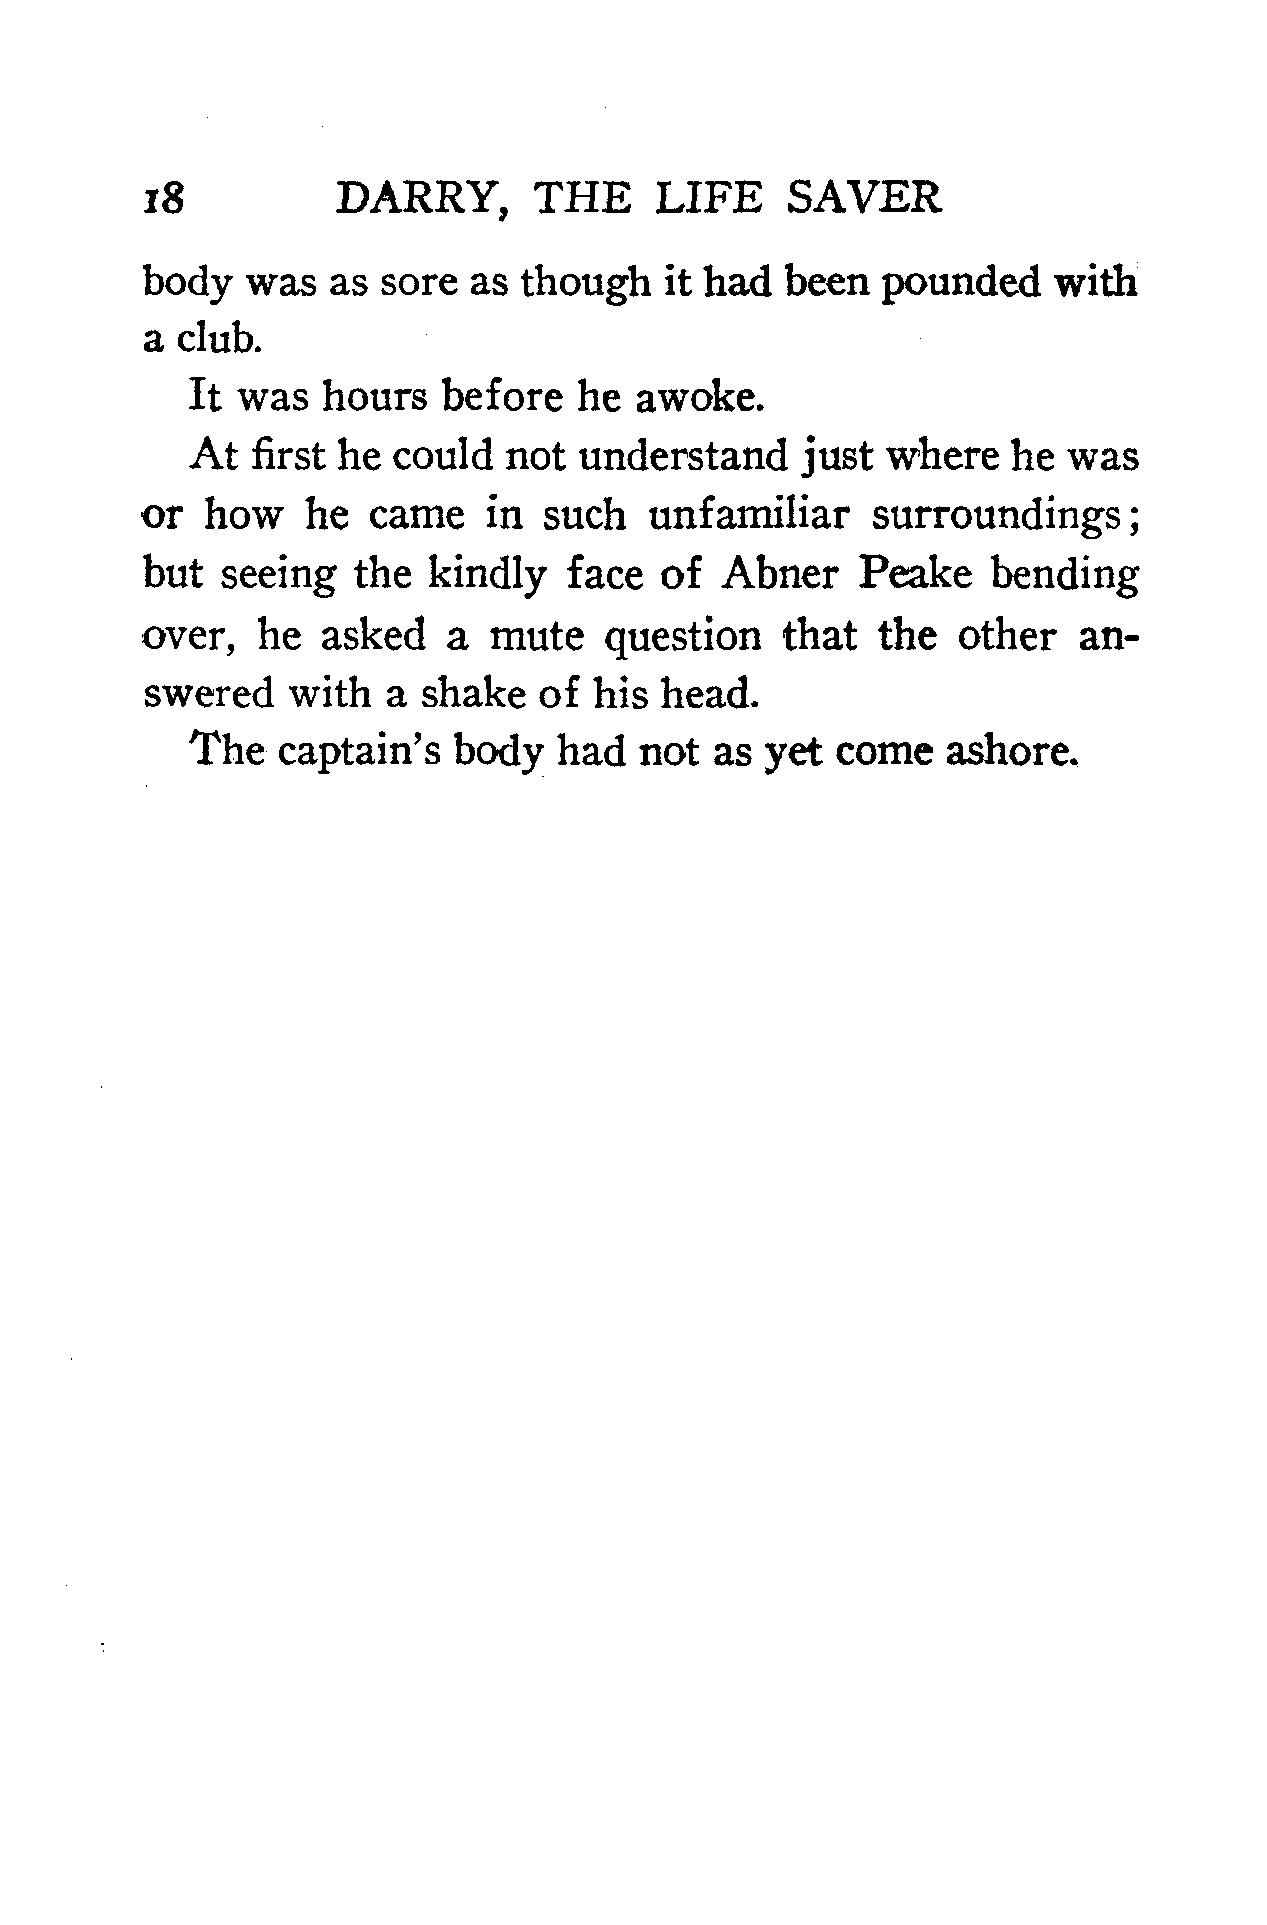 18 DARRY, THE LIFE SAVER
body was as sore as though it had been pounded with
a club.
It was hours before he awoke.
At first he could not understand just where he was
or how he came in such unfamiliar surroundings;
but seeing the kindly face of Abner Peake bending
over, he asked a mute question that the other an-
swered with a shake of his head.
The captain's body had not as yet come ashore.